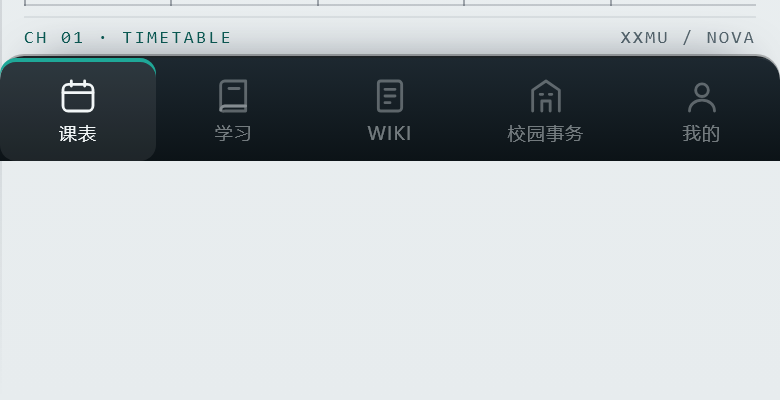 CH 01 · TIMETABLE
XXMU / NOVA
课表
学习
WIKI
校园事务
我的